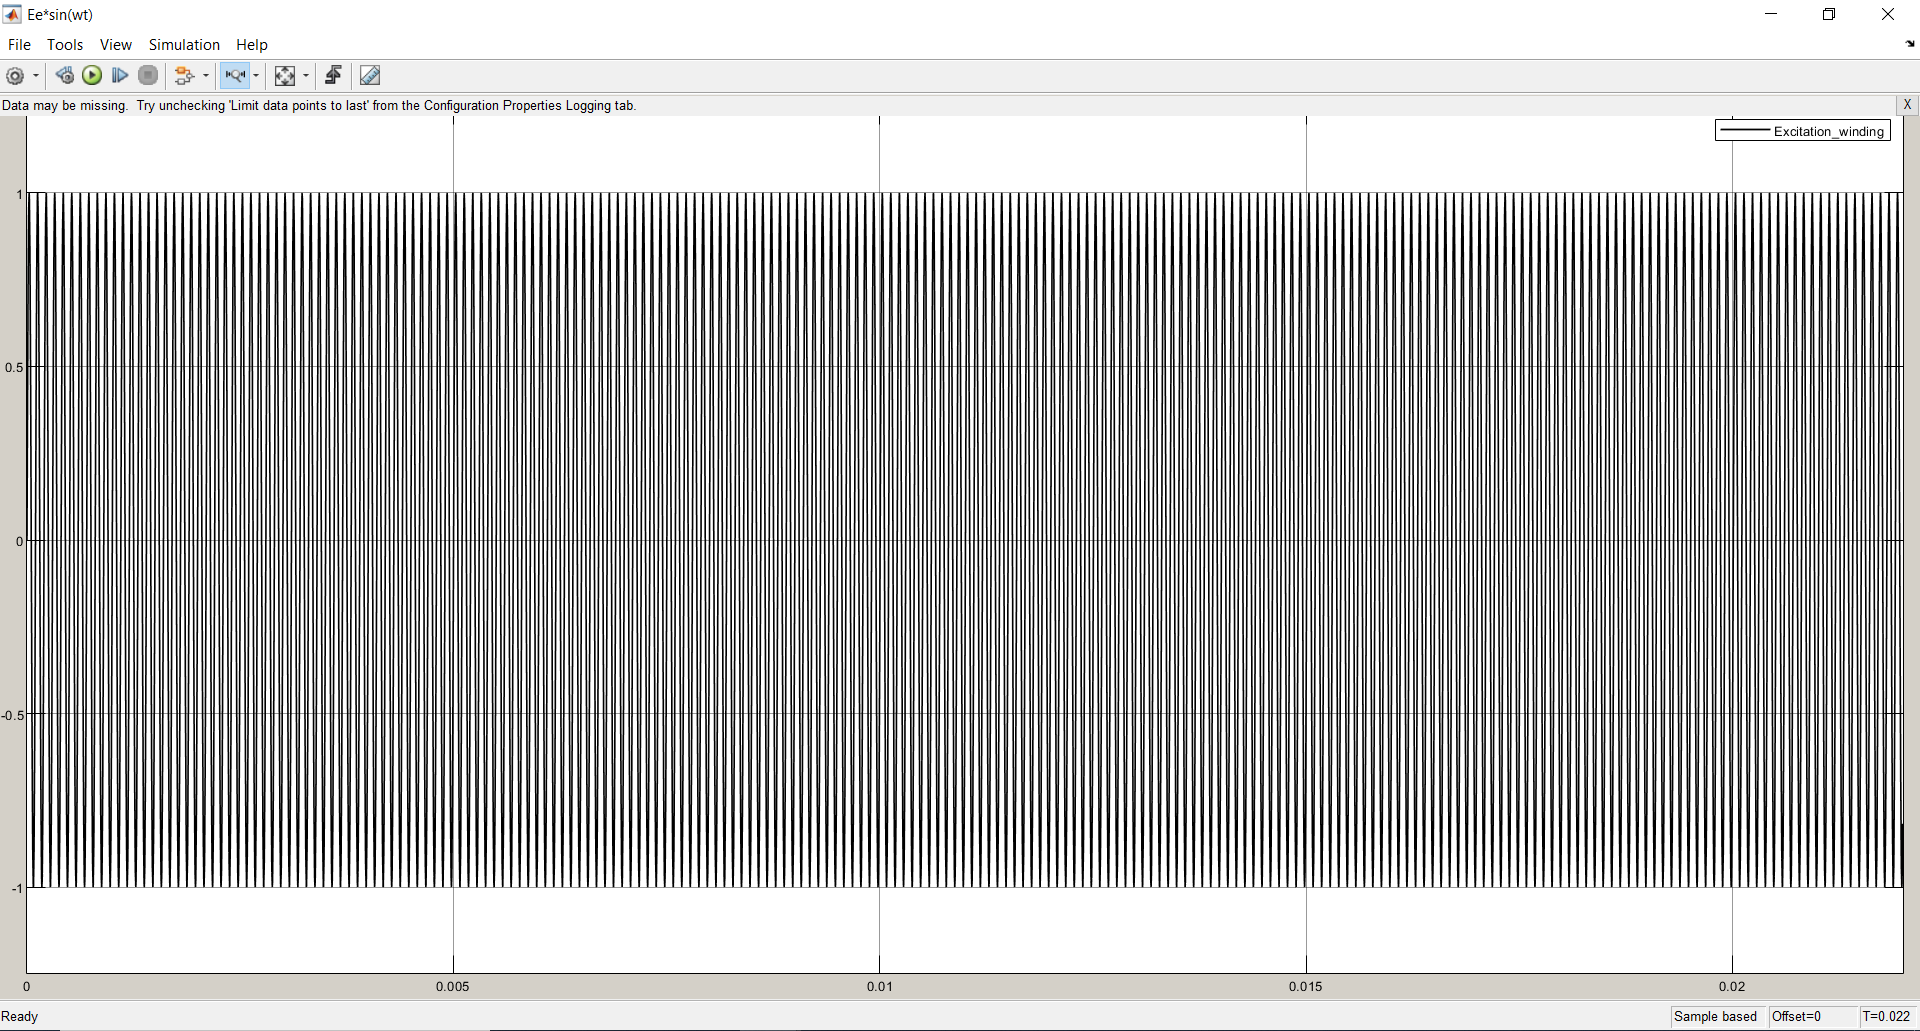 Ee*sin(wt)
File Tools View Simulation Help
Data may be missing.  Try unchecking 'Limit data points to last' from the Configuration Properties Logging tab.
X
Excitation_winding
1
0.5
0
-0.5
-1
0 0.005 0.01 0.015 0.02
Ready
Sample based Offset=0 T=0.022